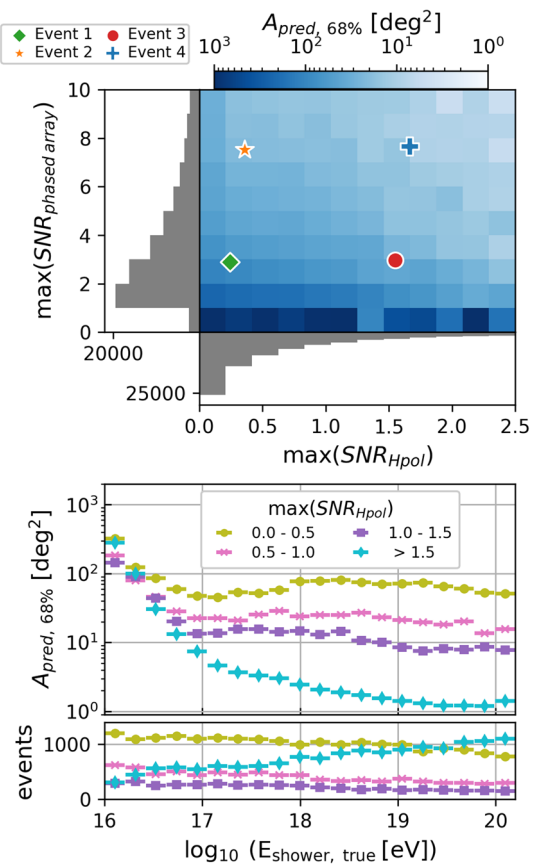 A_pred, 68% [deg²]
Event 1 Event 3
Event 2 Event 4
10³ 10² 10¹ 10⁰
max(SNR_phased array)
10
8
6
4
2
0
20000
25000
0.0 0.5 1.0 1.5 2.0 2.5
max(SNR_Hpol)
A_pred, 68% [deg²]
10³
10²
10¹
10⁰
max(SNR_Hpol)
0.0 - 0.5 1.0 - 1.5
0.5 - 1.0 > 1.5
events
1000
0
16 17 18 19 20
log₁₀ (E_shower, true [eV])